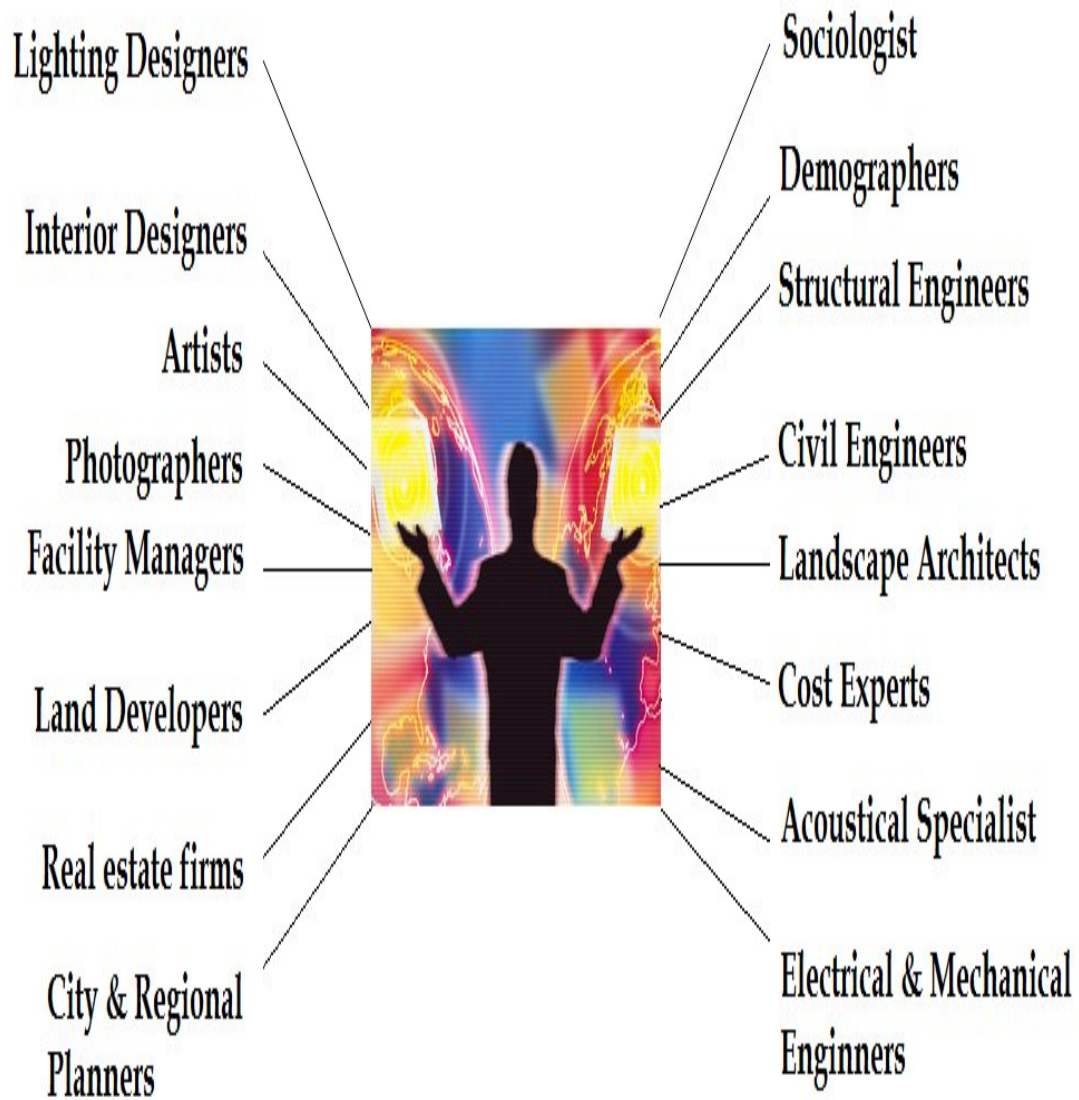 Lighting Designers
Interior Designers
Artists
Photographers
Facility Managers
Land Developers
Real estate firms
City & Regional
Planners
Sociologist
Demographers
Structural Engineers
Civil Engineers
Landscape Architects
Cost Experts
Acoustical Specialist
Electrical & Mechanical
Enginners